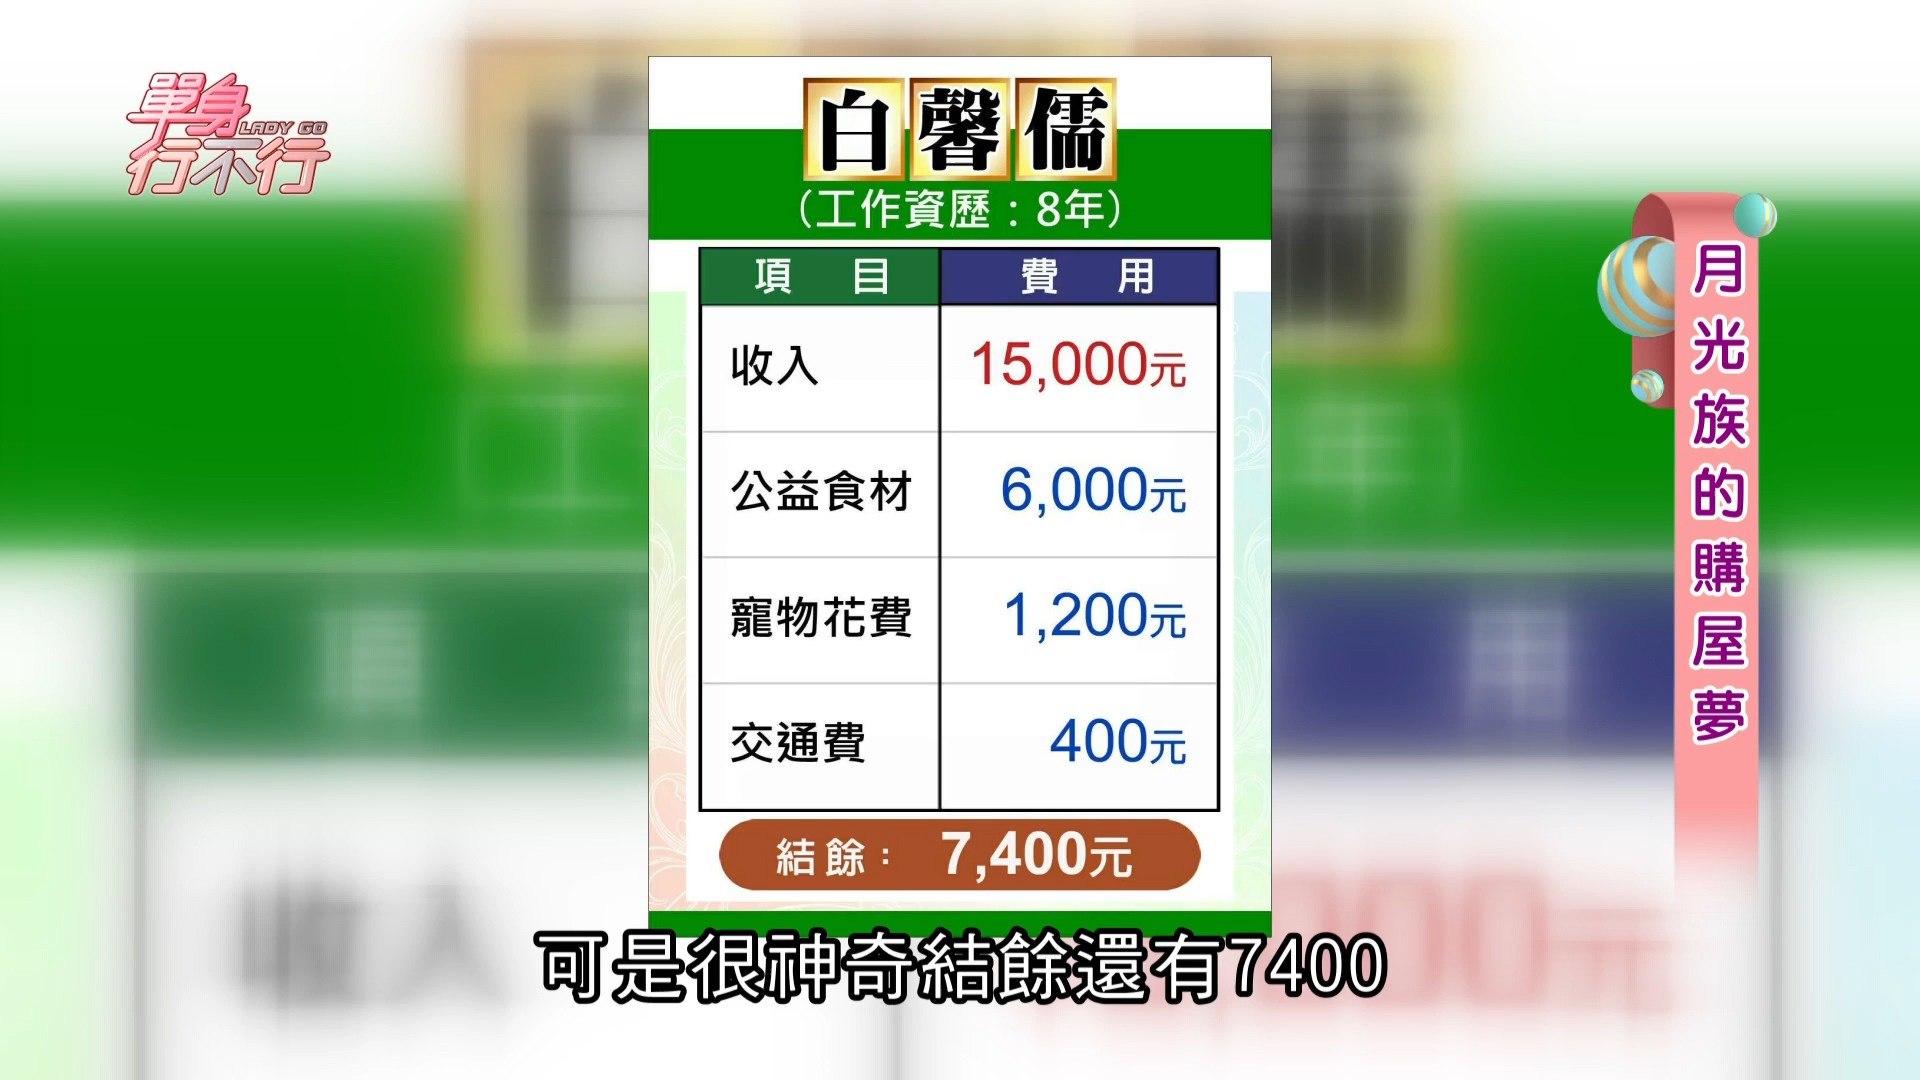 單身
LADY GO
行不行
白馨儒
（工作資歷：8年）
項目 費用
收入 15,000元
公益食材 6,000元
寵物花費 1,200元
交通費 400元
結餘： 7,400元
月光族的購屋夢
可是很神奇結餘還有7400